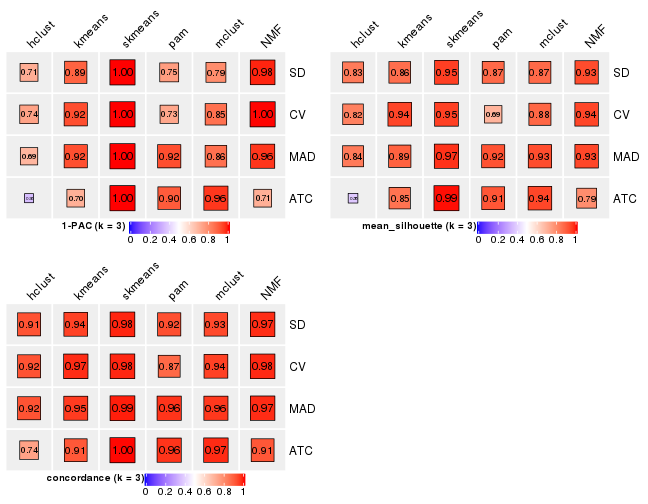 hclust kmeans skmeans pam mclust NMF
0.71 0.89 1.00 0.75 0.79 0.98 SD
0.74 0.92 1.00 0.73 0.85 1.00 CV
0.69 0.92 1.00 0.92 0.86 0.96 MAD
0.70 1.00 0.90 0.96 0.71 ATC
1-PAC (k = 3)
0 0.2 0.4 0.6 0.8 1
hclust kmeans skmeans pam mclust NMF
0.83 0.86 0.95 0.87 0.87 0.93 SD
0.82 0.94 0.95 0.69 0.88 0.94 CV
0.84 0.89 0.97 0.92 0.93 0.93 MAD
0.85 0.99 0.91 0.94 0.79 ATC
mean_silhouette (k = 3)
0 0.2 0.4 0.6 0.8 1
hclust kmeans skmeans pam mclust NMF
0.91 0.94 0.98 0.92 0.93 0.97 SD
0.92 0.97 0.98 0.87 0.94 0.98 CV
0.92 0.95 0.99 0.96 0.96 0.97 MAD
0.74 0.91 1.00 0.96 0.97 0.91 ATC
concordance (k = 3)
0 0.2 0.4 0.6 0.8 1